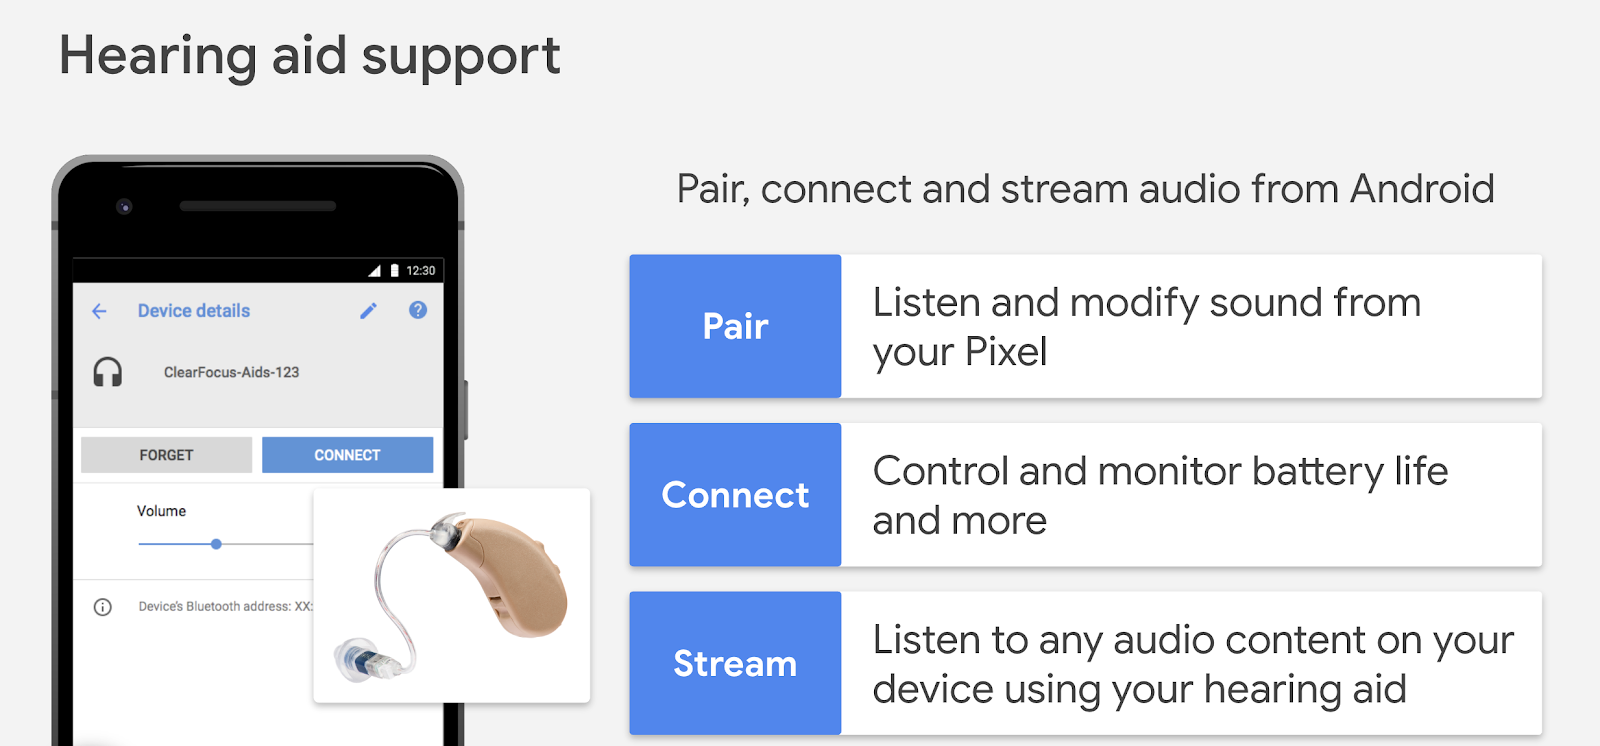 Hearing aid support
Pair, connect and stream audio from Android
12:30
Device details
ClearFocus-Aids-123
FORGET
CONNECT
Volume
Device's Bluetooth address: XX:
Pair
Listen and modify sound from
your Pixel
Connect
Control and monitor battery life
and more
Stream
Listen to any audio content on your
device using your hearing aid